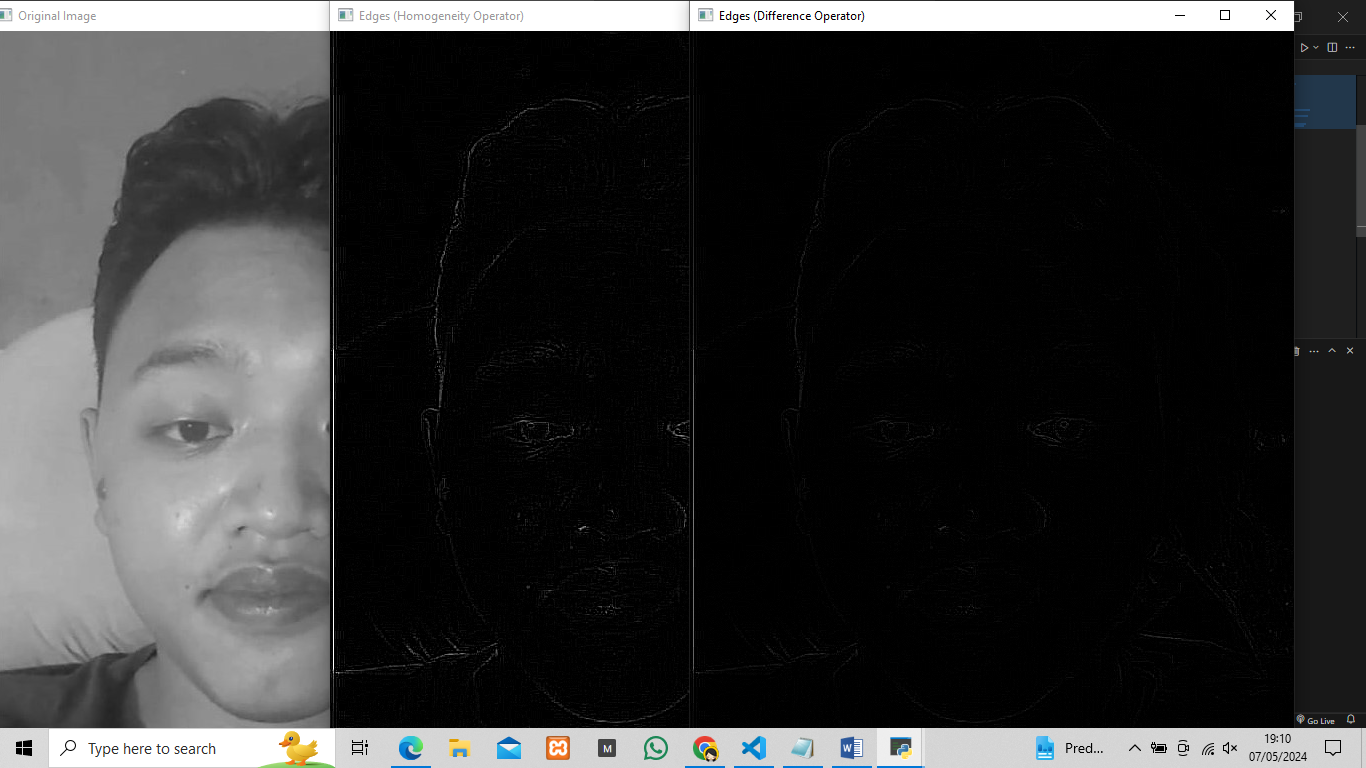 Original Image
Edges (Homogeneity Operator)
Edges (Difference Operator)
Go Live
Type here to search
M
W
Pred...
19:10
07/05/2024